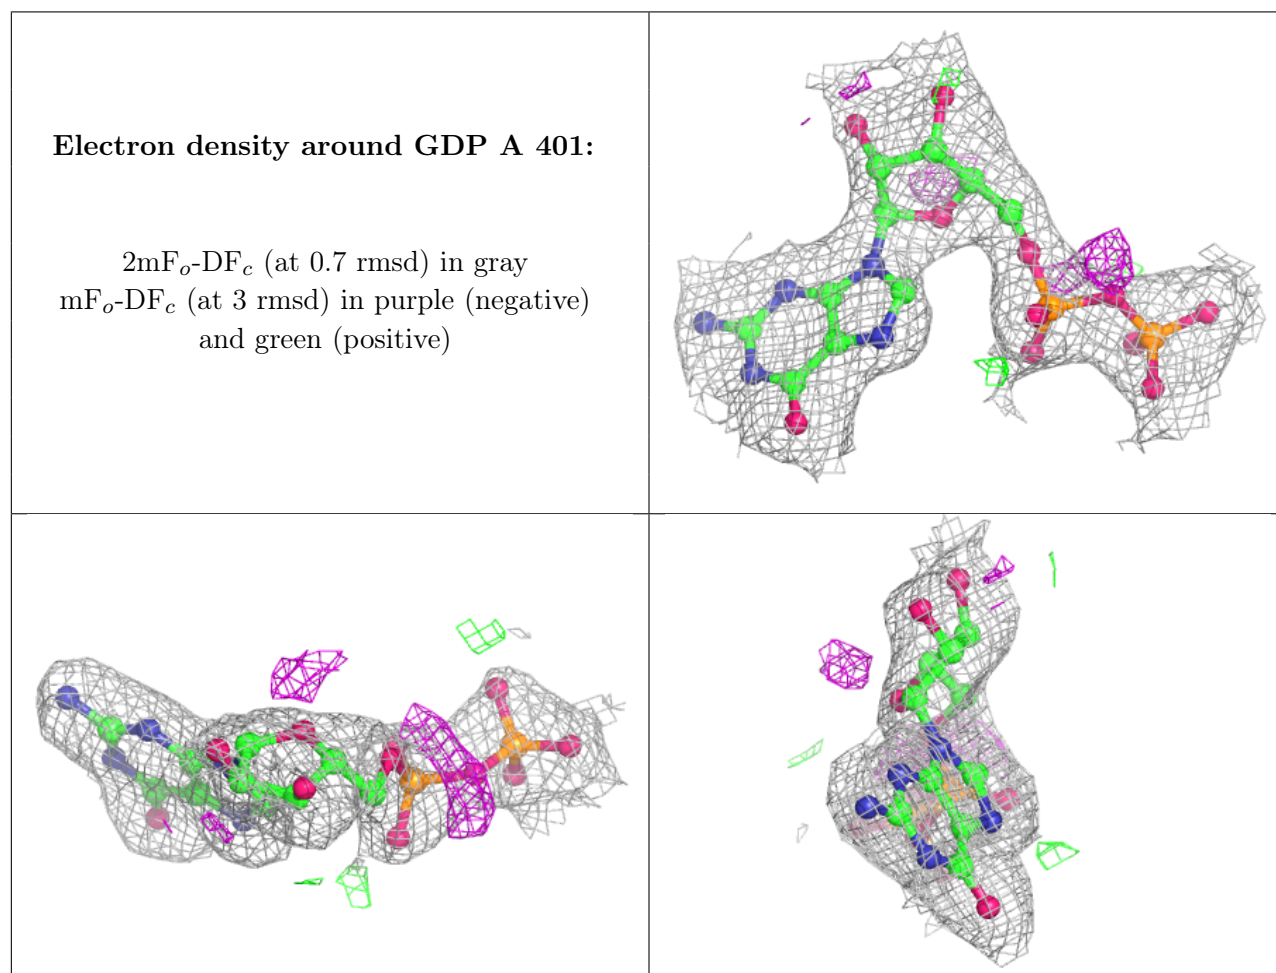 Electron density around GDP A 401:
2mFₒ-DF𝒸 (at 0.7 rmsd) in gray
mFₒ-DF𝒸 (at 3 rmsd) in purple (negative)
and green (positive)